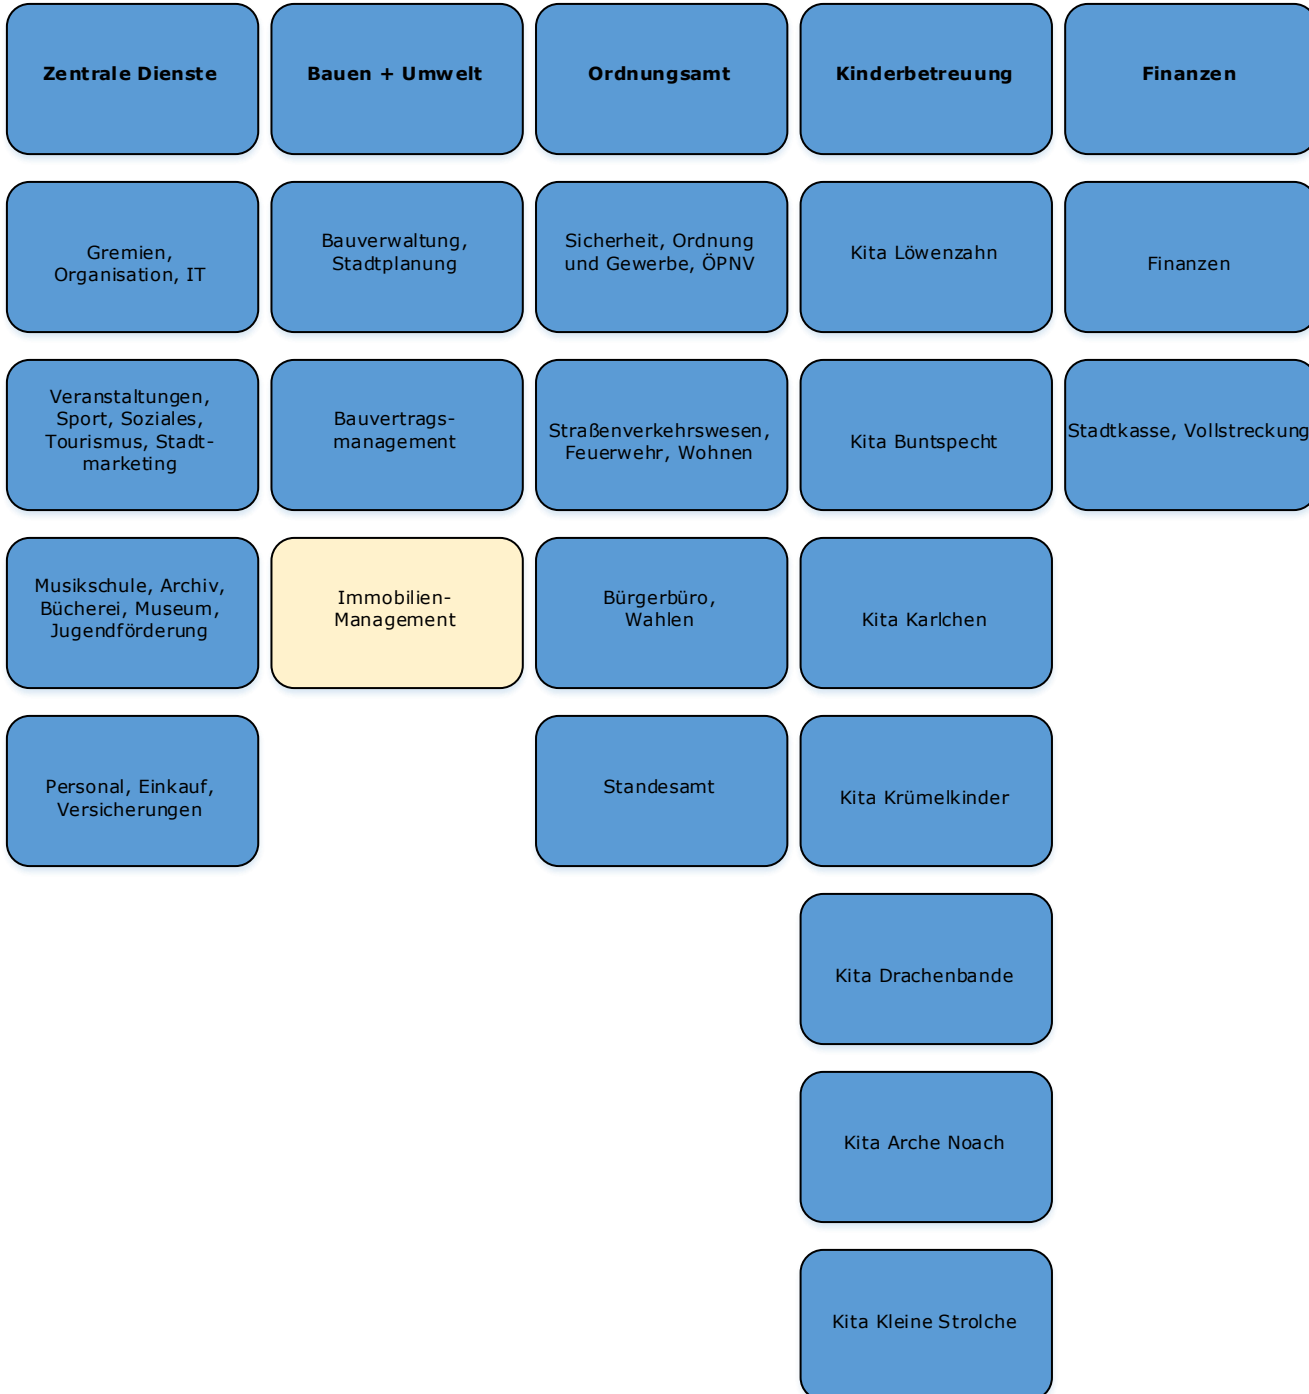 Zentrale Dienste
Bauen + Umwelt
Ordnungsamt
Kinderbetreuung
Finanzen
Gremien,
Organisation, IT
Bauverwaltung,
Stadtplanung
Sicherheit, Ordnung
und Gewerbe, ÖPNV
Kita Löwenzahn
Finanzen
Veranstaltungen,
Sport, Soziales,
Tourismus, Stadt-
marketing
Bauvertrags-
management
Straßenverkehrswesen,
Feuerwehr, Wohnen
Kita Buntspecht
Stadtkasse, Vollstreckung
Musikschule, Archiv,
Bücherei, Museum,
Jugendförderung
Immobilien-
Management
Bürgerbüro,
Wahlen
Kita Karlchen
Personal, Einkauf,
Versicherungen
Standesamt
Kita Krümelkinder
Kita Drachenbande
Kita Arche Noach
Kita Kleine Strolche